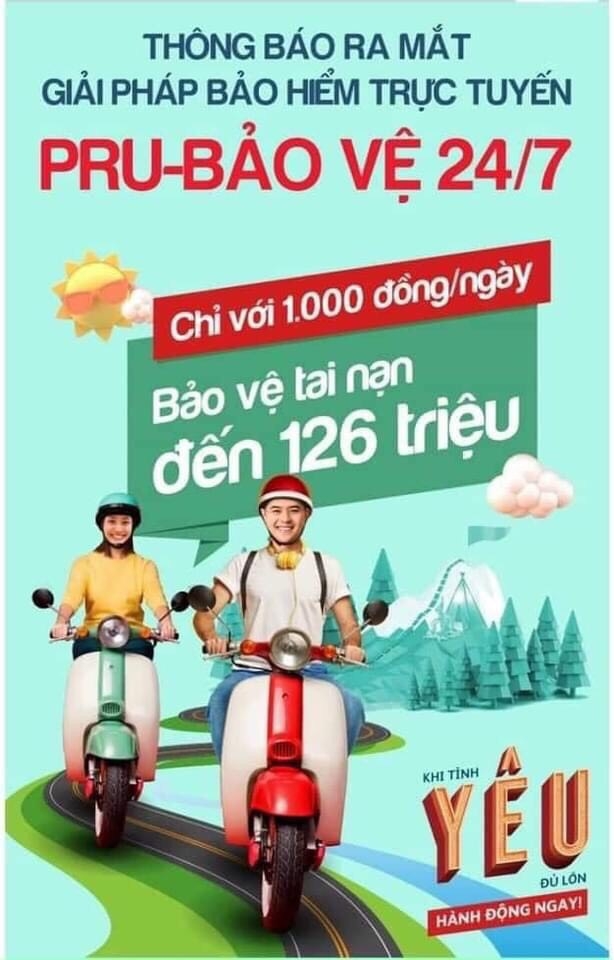 THÔNG BÁO RA MẮT
GIẢI PHÁP BẢO HIỂM TRỰC TUYẾN
PRU-BẢO VỆ 24/7
Chỉ với 1.000 đồng/ngày
Bảo vệ tai nạn
đến 126 triệu
KHI TÌNH
YÊU
ĐỦ LỚN
HÀNH ĐỘNG NGAY!